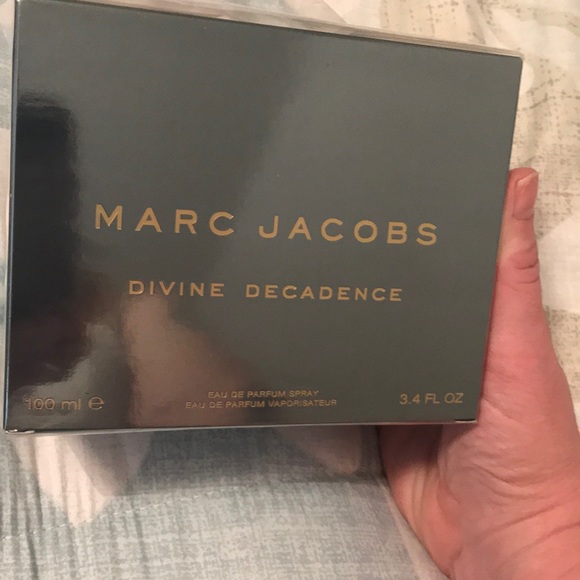 MARC JACOBS
DIVINE DECADENCE
EAU DE PARFUM SPRAY
EAU DE PARFUM VAPORISATEUR
100 ml ℮
3.4 FL OZ